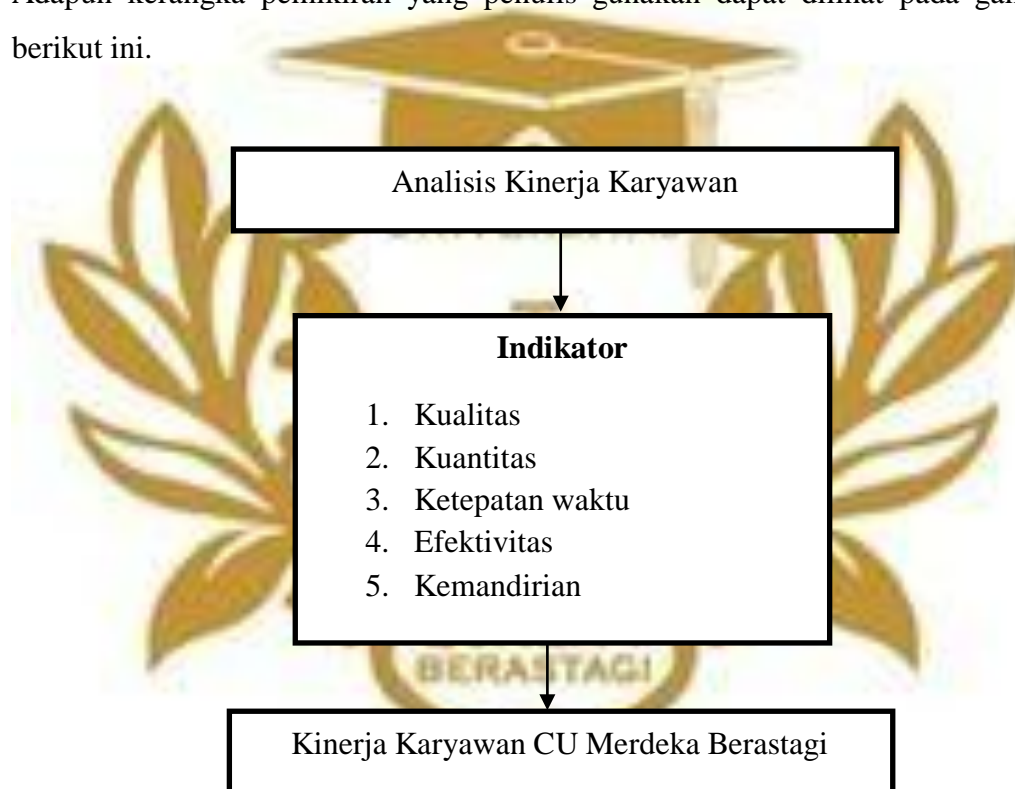 berikut ini.
Analisis Kinerja Karyawan
Indikator
1. Kualitas
2. Kuantitas
3. Ketepatan waktu
4. Efektivitas
5. Kemandirian
BERASTAGI
Kinerja Karyawan CU Merdeka Berastagi